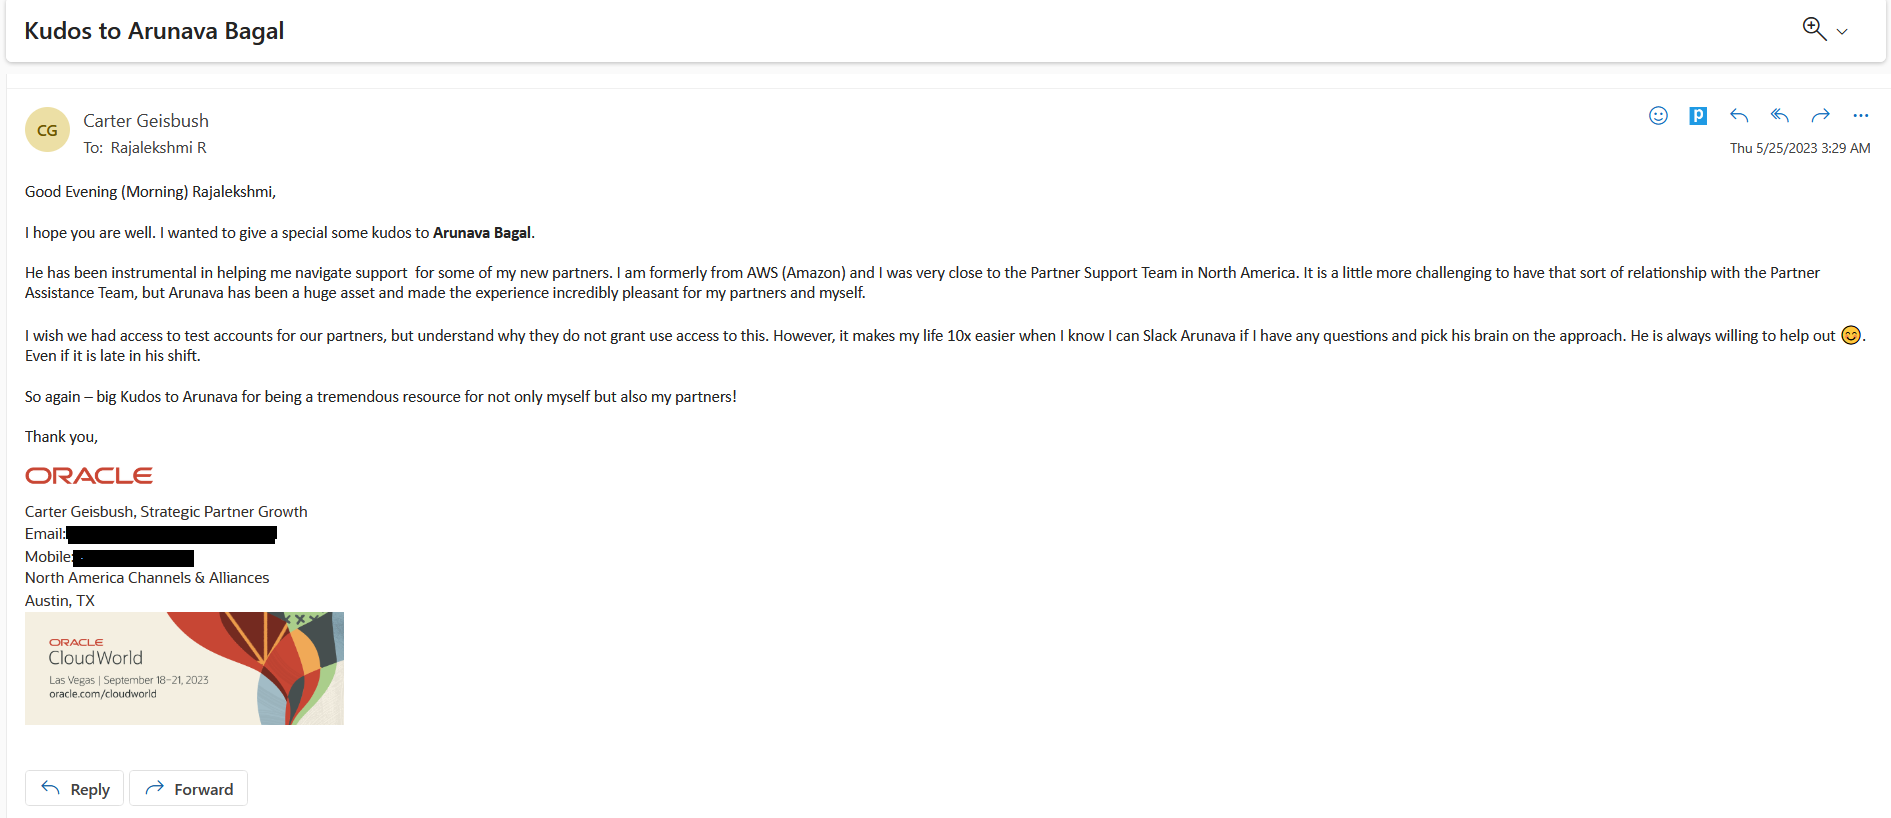 Kudos to Arunava Bagal
CG
Carter Geisbush
To: Rajalekshmi R
p
Thu 5/25/2023 3:29 AM
Good Evening (Morning) Rajalekshmi,
I hope you are well. I wanted to give a special some kudos to Arunava Bagal.
He has been instrumental in helping me navigate support  for some of my new partners. I am formerly from AWS (Amazon) and I was very close to the Partner Support Team in North America. It is a little more challenging to have that sort of relationship with the Partner
Assistance Team, but Arunava has been a huge asset and made the experience incredibly pleasant for my partners and myself.
I wish we had access to test accounts for our partners, but understand why they do not grant use access to this. However, it makes my life 10x easier when I know I can Slack Arunava if I have any questions and pick his brain on the approach. He is always willing to help out 😊.
Even if it is late in his shift.
So again – big Kudos to Arunava for being a tremendous resource for not only myself but also my partners!
Thank you,
ORACLE
Carter Geisbush, Strategic Partner Growth
Email:
Mobile:
North America Channels & Alliances
Austin, TX
ORACLE
CloudWorld
Las Vegas | September 18–21, 2023
oracle.com/cloudworld
Reply
Forward